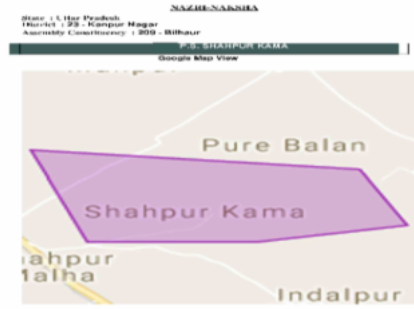 NAZRI-NAKSHA
State : Uttar Pradesh
District : 23 - Kanpur Nagar
Assembly Constituency : 209 - Bilhaur
P.S. SHAHPUR KAMA
Google Map View
Pure Balan
Shahpur Kama
ahpur
Malha
Indalpur